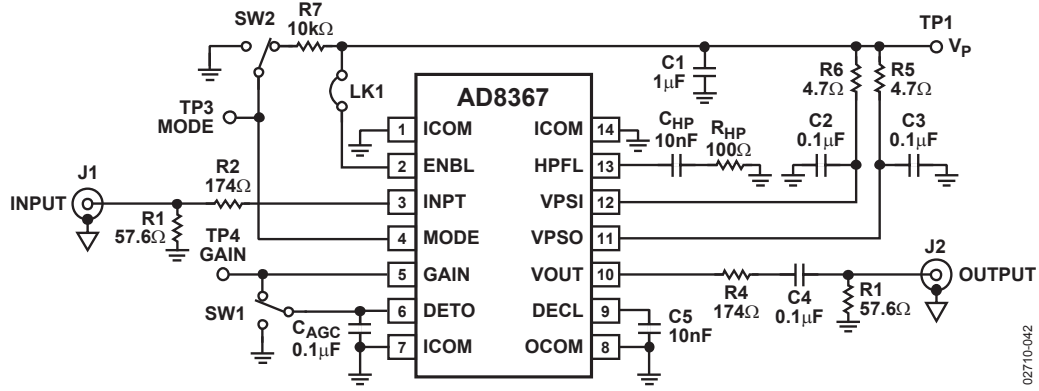 SW2
R7
10kΩ
TP1
VP
C1
1μF
R6
4.7Ω
R5
4.7Ω
LK1
AD8367
TP3
MODE
CHP
10nF
RHP
100Ω
C2
0.1μF
C3
0.1μF
1 ICOM ICOM 14
2 ENBL HPFL 13
3 INPT VPSI 12
4 MODE VPSO 11
5 GAIN VOUT 10
6 DETO DECL 9
7 ICOM OCOM 8
J1
INPUT
R2
174Ω
R1
57.6Ω
TP4
GAIN
SW1
CAGC
0.1μF
C5
10nF
R4
174Ω
C4
0.1μF
R1
57.6Ω
J2
OUTPUT
02710-042